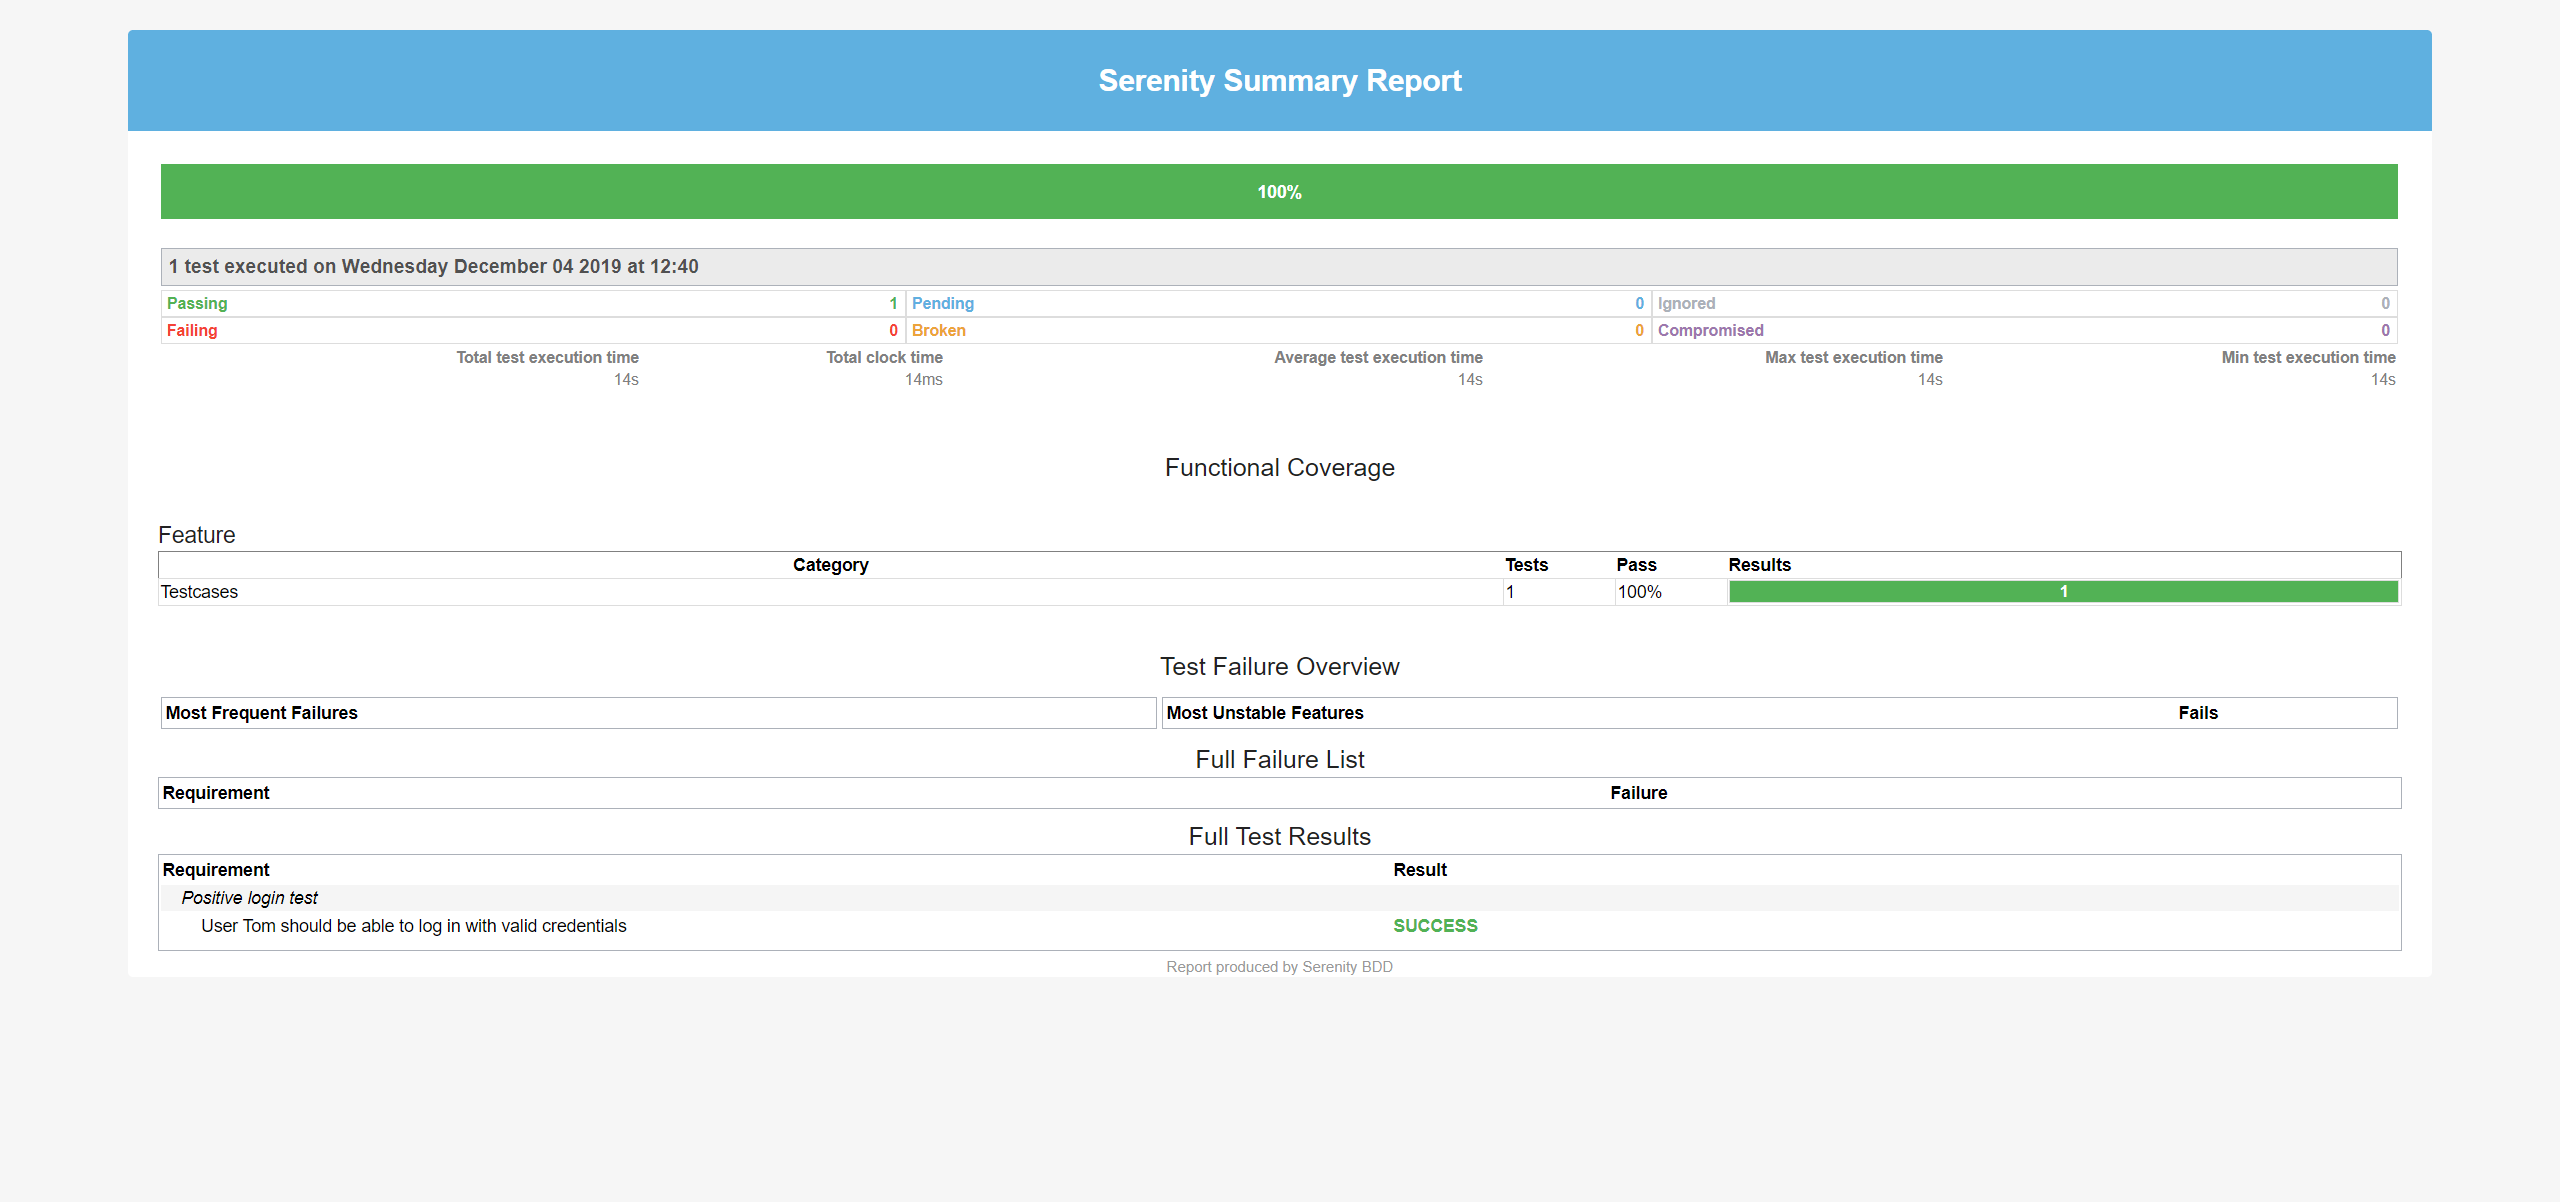 Serenity Summary Report
100%
1 test executed on Wednesday December 04 2019 at 12:40
Passing 1 Pending 0 Ignored 0
Failing 0 Broken 0 Compromised 0
Total test execution time Total clock time Average test execution time Max test execution time Min test execution time
14s 14ms 14s 14s 14s
Functional Coverage
Feature
Category Tests Pass Results
Testcases 1 100% 1
Test Failure Overview
Most Frequent Failures Most Unstable Features Fails
Full Failure List
Requirement Failure
Full Test Results
Requirement Result
Positive login test
User Tom should be able to log in with valid credentials SUCCESS
Report produced by Serenity BDD